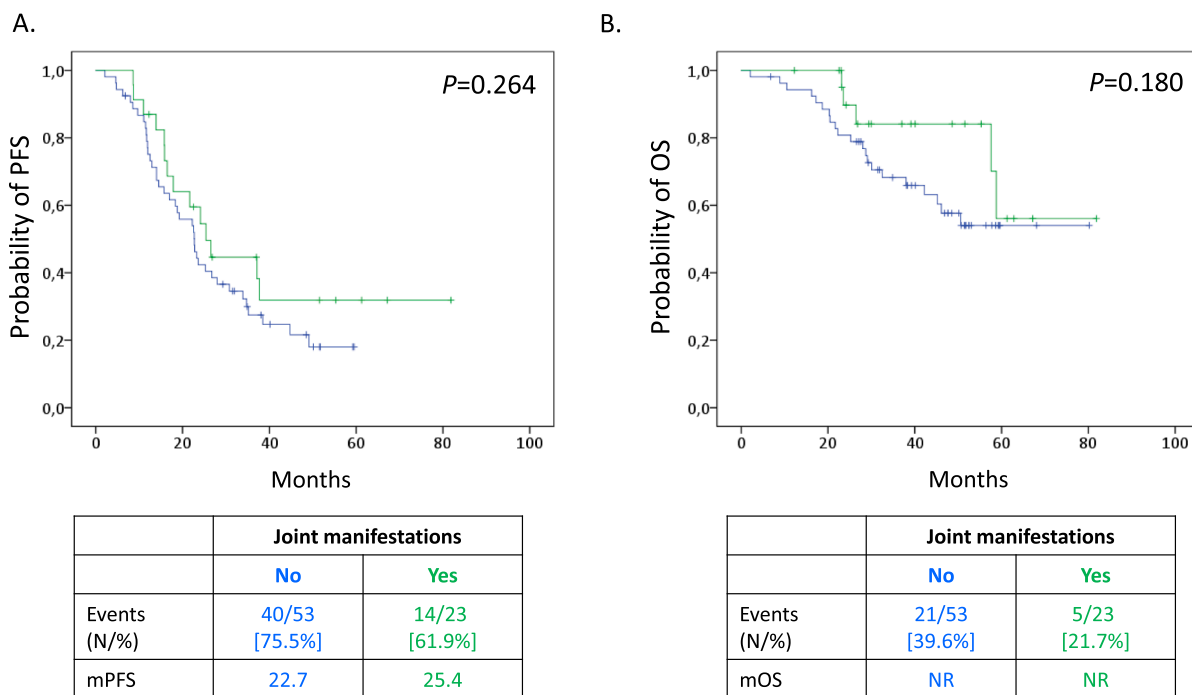 A.
P=0.264
Probability of PFS
1,0
0,8
0,6
0,4
0,2
0,0
0 20 40 60 80 100
Months
Joint manifestations
No Yes
Events (N/%) 40/53 [75.5%] 14/23 [61.9%]
mPFS 22.7 25.4
B.
P=0.180
Probability of OS
1,0
0,8
0,6
0,4
0,2
0,0
0 20 40 60 80 100
Months
Joint manifestations
No Yes
Events (N/%) 21/53 [39.6%] 5/23 [21.7%]
mOS NR NR